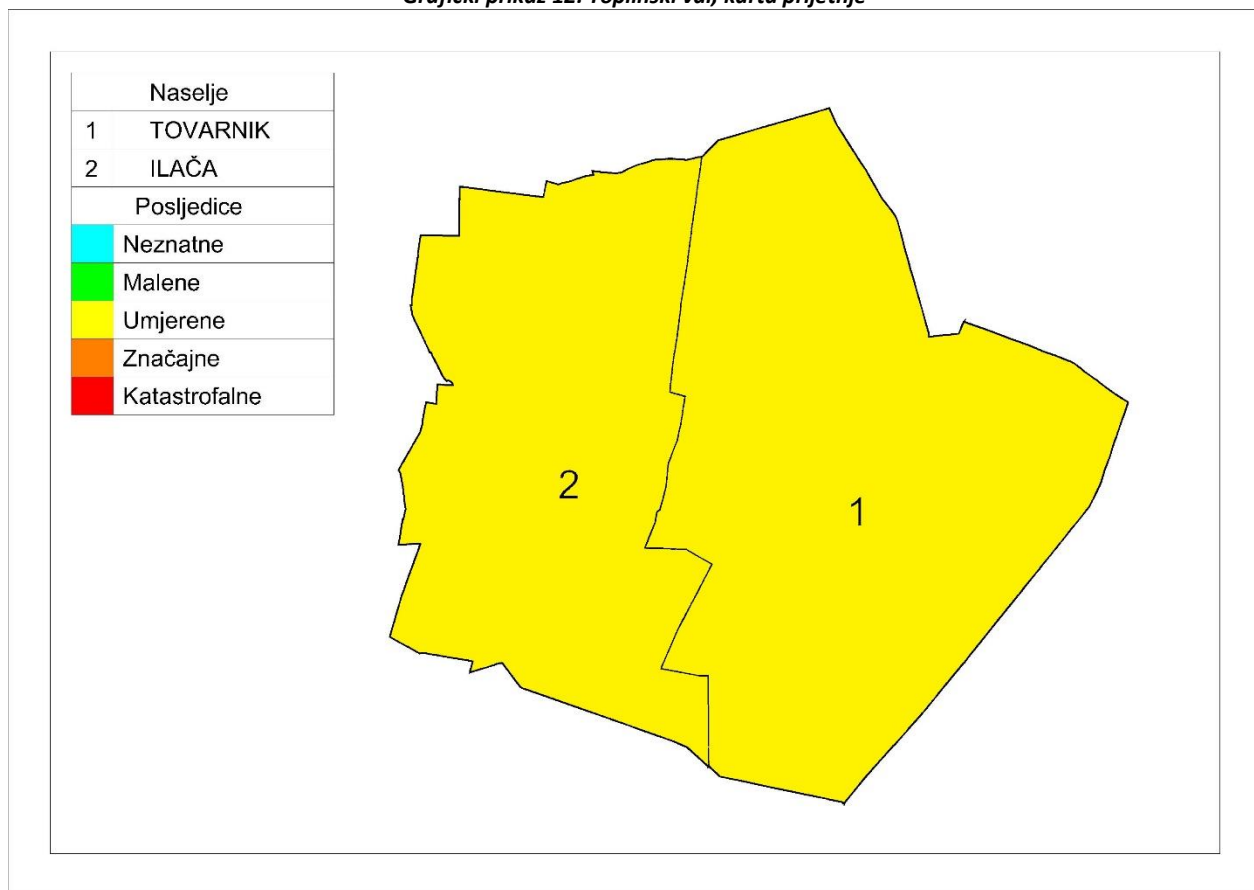 Grafički prikaz 12: Toplinski val, karta prijetnje
Naselje
1 TOVARNIK
2 ILAČA
Posljedice
Neznatne
Malene
Umjerene
Značajne
Katastrofalne
2
1